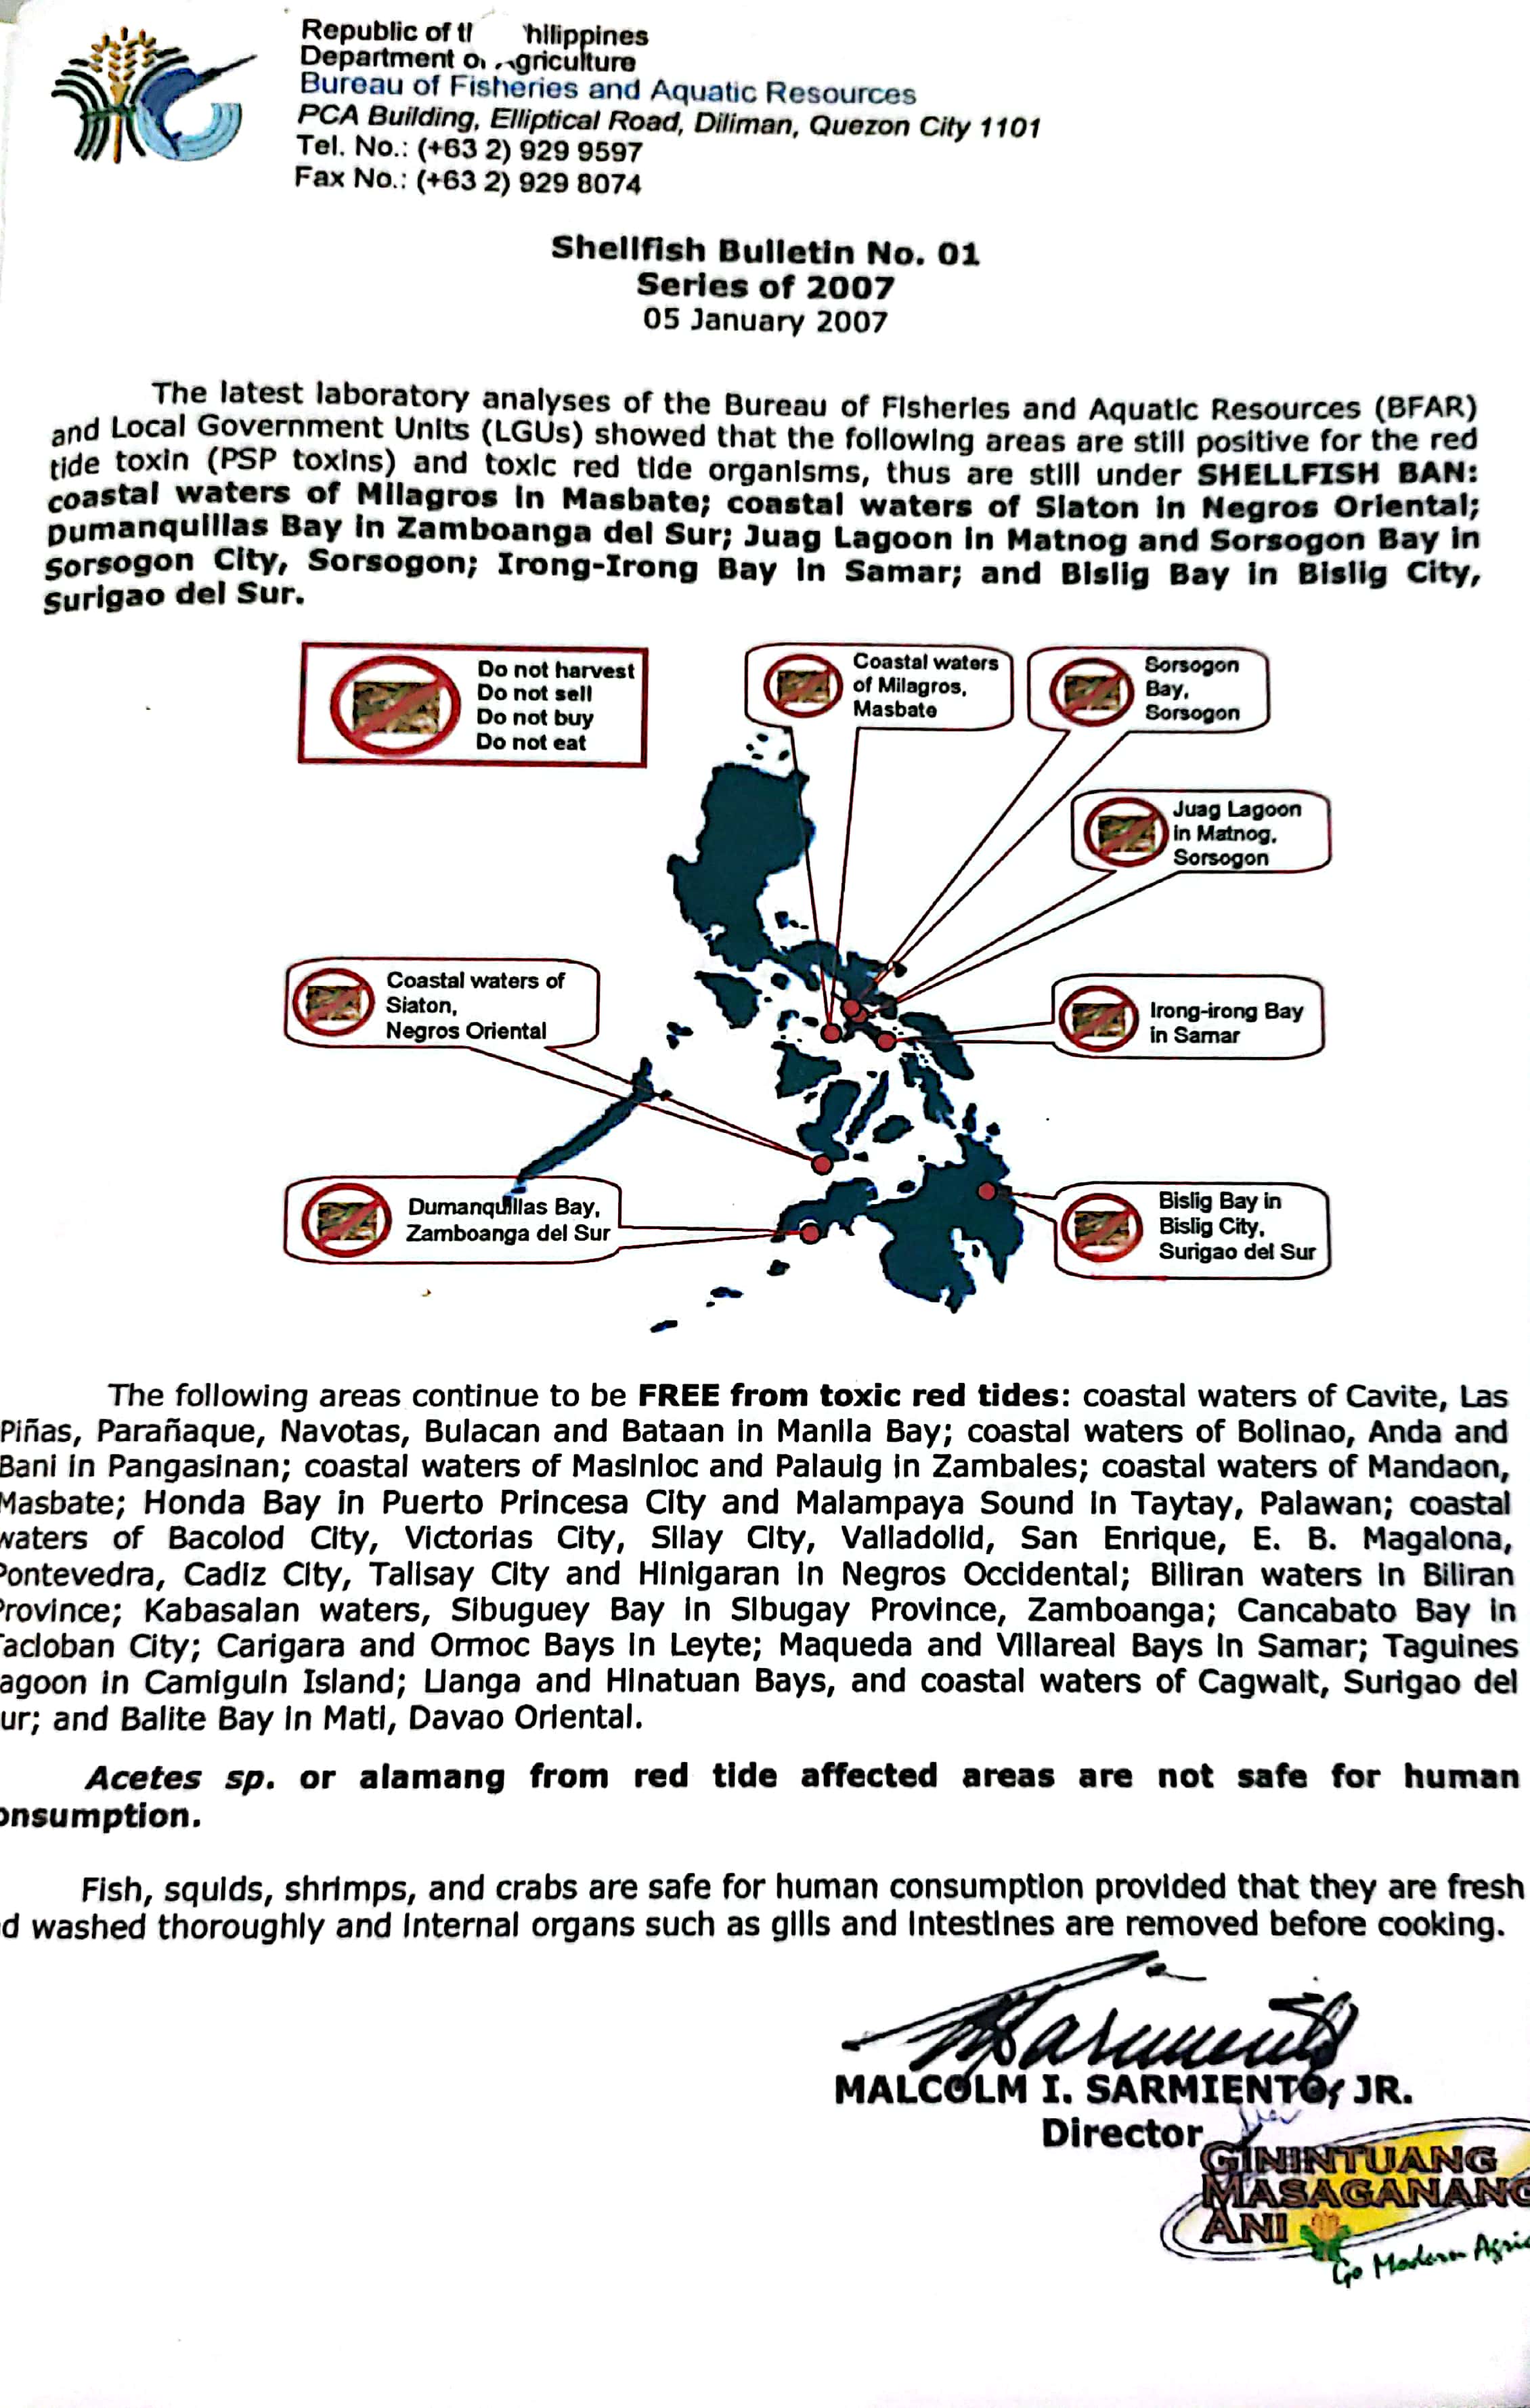 Republic of th hilippines
Department o Agriculture
Bureau of Fisheries and Aquatic Resources
PCA Building, Elliptical Road, Diliman, Quezon City 1101
Tel. No.: (+63 2) 929 9597
Fax No.: (+63 2) 929 8074
Shellfish Bulletin No. 01
Series of 2007
05 January 2007
The latest laboratory analyses of the Bureau of Fisheries and Aquatic Resources (BFAR)
and Local Government Units (LGUs) showed that the following areas are still positive for the red
tide toxin (PSP toxins) and toxic red tide organisms, thus are still under SHELLFISH BAN:
coastal waters of Milagros in Masbate; coastal waters of Siaton in Negros Oriental;
Dumanquillas Bay in Zamboanga del Sur; Juag Lagoon in Matnog and Sorsogon Bay in
Sorsogon City, Sorsogon; Irong-Irong Bay in Samar; and Bislig Bay in Bislig City,
Surigao del Sur.
Do not harvest
Do not sell
Do not buy
Do not eat
Coastal waters
of Milagros,
Masbate
Sorsogon
Bay,
Sorsogon
Juag Lagoon
in Matnog,
Sorsogon
Coastal waters of
Siaton,
Negros Oriental
Irong-irong Bay
in Samar
Dumanquillas Bay,
Zamboanga del Sur
Bislig Bay in
Bislig City,
Surigao del Sur
The following areas continue to be FREE from toxic red tides: coastal waters of Cavite, Las
Piñas, Parañaque, Navotas, Bulacan and Bataan in Manila Bay; coastal waters of Bolinao, Anda and
Bani in Pangasinan; coastal waters of Masinloc and Palauig in Zambales; coastal waters of Mandaon,
Masbate; Honda Bay in Puerto Princesa City and Malampaya Sound in Taytay, Palawan; coastal
waters of Bacolod City, Victorias City, Silay City, Valladolid, San Enrique, E. B. Magalona,
Pontevedra, Cadiz City, Talisay City and Hinigaran in Negros Occidental; Biliran waters in Biliran
Province; Kabasalan waters, Sibuguey Bay in Sibugay Province, Zamboanga; Cancabato Bay in
acloban City; Carigara and Ormoc Bays in Leyte; Maqueda and Villareal Bays in Samar; Taguines
agoon in Camiguin Island; Lianga and Hinatuan Bays, and coastal waters of Cagwait, Surigao del
ur; and Balite Bay in Mati, Davao Oriental.
Acetes sp. or alamang from red tide affected areas are not safe for human
onsumption.
Fish, squids, shrimps, and crabs are safe for human consumption provided that they are fresh
d washed thoroughly and internal organs such as gills and intestines are removed before cooking.
MALCOLM I. SARMIENTO, JR.
Director
GININTUANG
MASAGANANG
ANI
Go Modern Agric